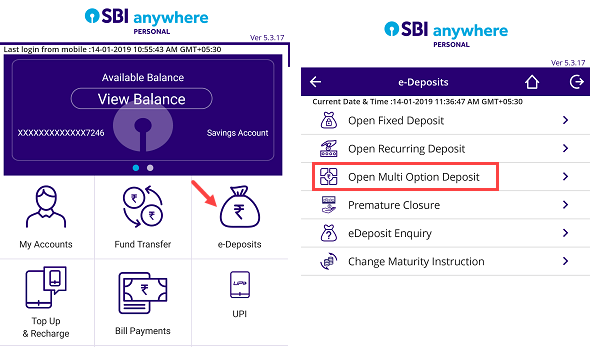 SBI anywhere
PERSONAL
Ver 5.3.17
Last login from mobile :14-01-2019 10:55:43 AM GMT+05:30
Available Balance
View Balance
XXXXXXXXXXXXX7246 Savings Account
My Accounts Fund Transfer e-Deposits
Top Up
& Recharge
Bill Payments
UPI
UPI
SBI anywhere
PERSONAL
Ver 5.3.17
e-Deposits
Current Date & Time :14-01-2019 11:36:47 AM GMT+05:30
Open Fixed Deposit
Open Recurring Deposit
Open Multi Option Deposit
Premature Closure
eDeposit Enquiry
Change Maturity Instruction